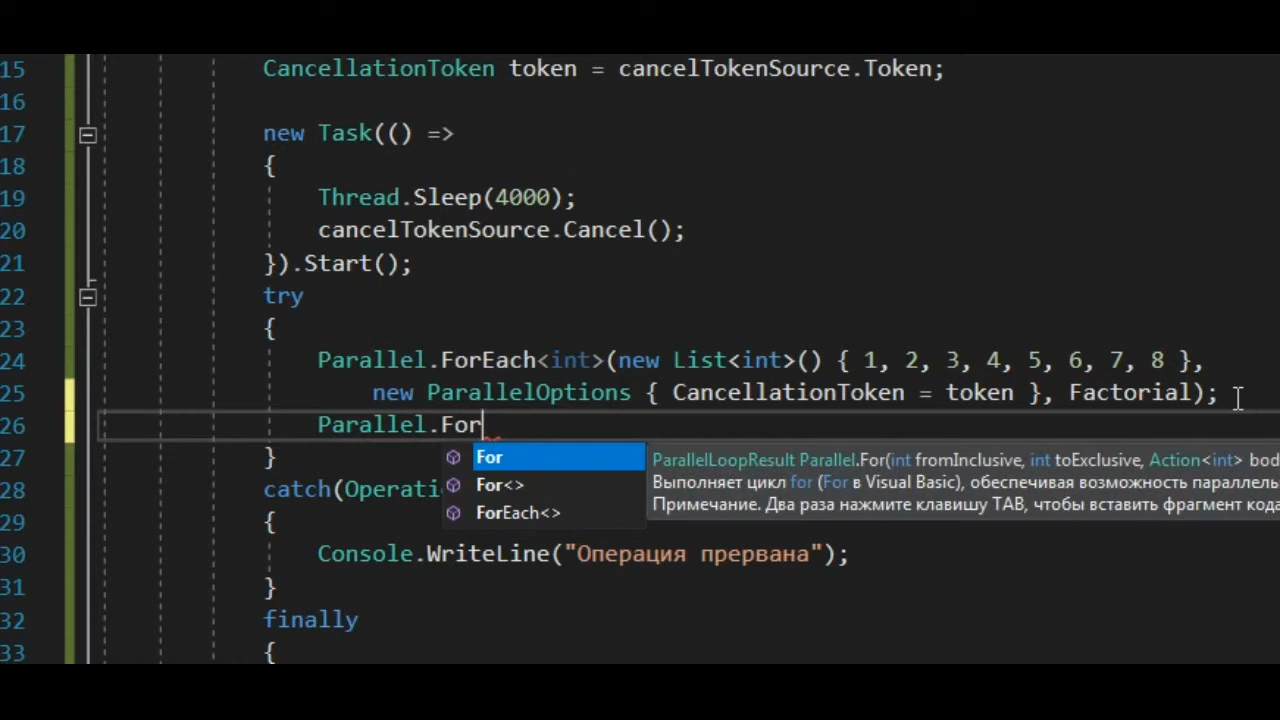 15 CancellationToken token = cancelTokenSource.Token;
16
17 new Task(() =>
18 {
19 Thread.Sleep(4000);
20 cancelTokenSource.Cancel();
21 }).Start();
22 try
23 {
24 Parallel.ForEach<int>(new List<int>() { 1, 2, 3, 4, 5, 6, 7, 8 },
25 new ParallelOptions { CancellationToken = token }, Factorial);
26 Parallel.For
27 }
For
For<>
ForEach<>
ParallelLoopResult Parallel.For(int fromInclusive, int toExclusive, Action<int> bod
Выполняет цикл for (For в Visual Basic), обеспечивая возможность параллель
Примечание. Два раза нажмите клавишу TAB, чтобы вставить фрагмент кода
28 catch(Operati
29 {
30 Console.WriteLine("Операция прервана");
31 }
32 finally
33 {